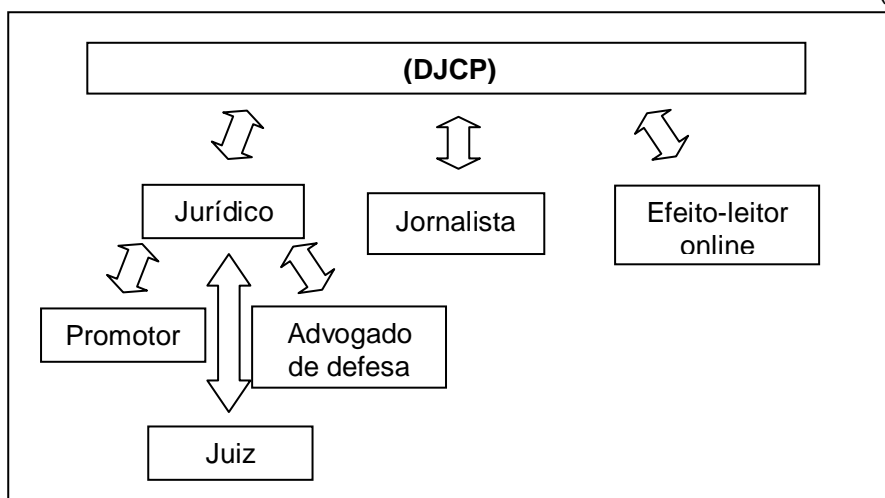 (DJCP)
Jurídico
Jornalista
Efeito-leitor
online
Promotor
Advogado
de defesa
Juiz